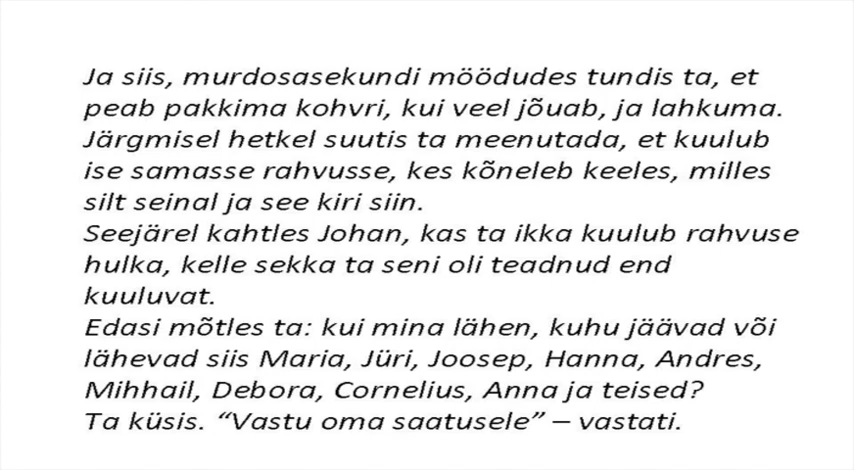 Ja siis, murdosasekundi möödudes tundis ta, et
peab pakkima kohvri, kui veel jõuab, ja lahkuma.
Järgmisel hetkel suutis ta meenutada, et kuulub
ise samasse rahvusse, kes kõneleb keeles, milles
silt seinal ja see kiri siin.
Seejärel kahtles Johan, kas ta ikka kuulub rahvuse
hulka, kelle sekka ta seni oli teadnud end
kuuluvat.
Edasi mõtles ta: kui mina lähen, kuhu jäävad või
lähevad siis Maria, Jüri, Joosep, Hanna, Andres,
Mihhail, Debora, Cornelius, Anna ja teised?
Ta küsis. “Vastu oma saatusele” – vastati.